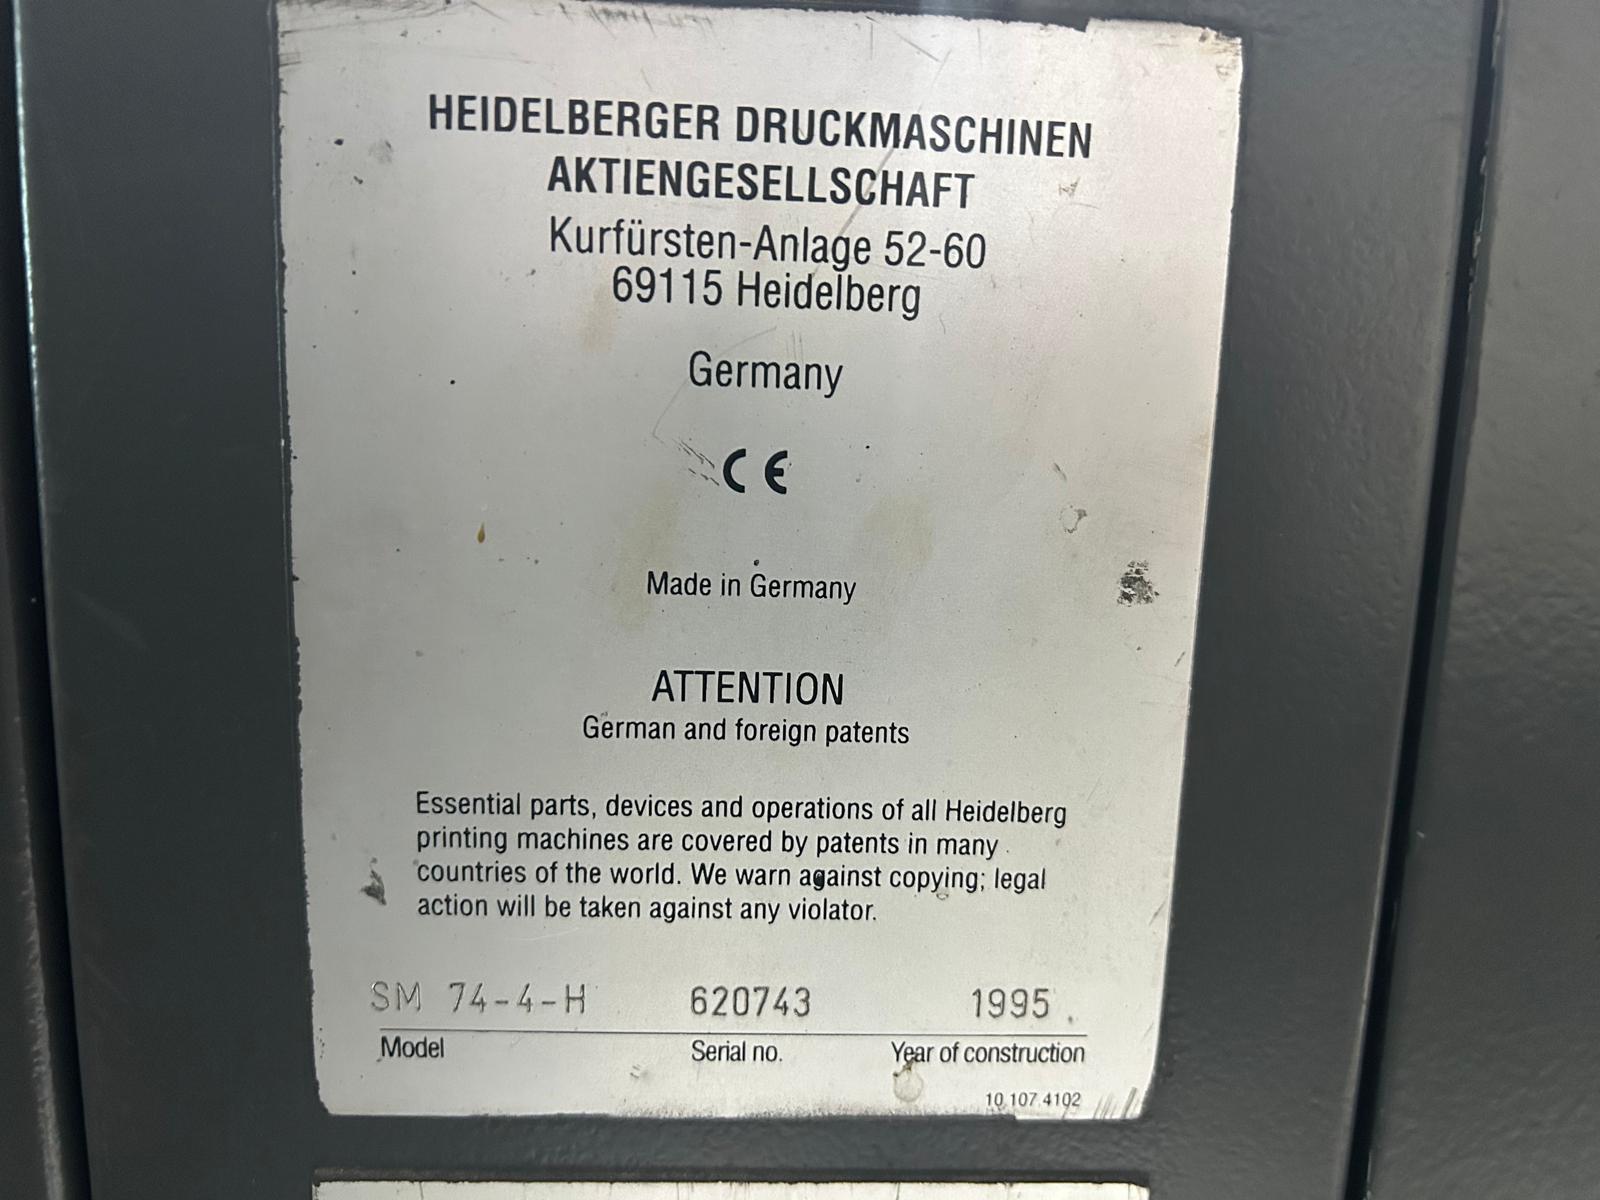 HEIDELBERGER DRUCKMASCHINEN
AKTIENGESELLSCHAFT
Kurfürsten-Anlage 52-60
69115 Heidelberg
Germany
CE
Made in Germany
ATTENTION
German and foreign patents
Essential parts, devices and operations of all Heidelberg
printing machines are covered by patents in many
countries of the world. We warn against copying; legal
action will be taken against any violator.
SM 74-4-H 620743 1995
Model Serial no. Year of construction
10.107.4102